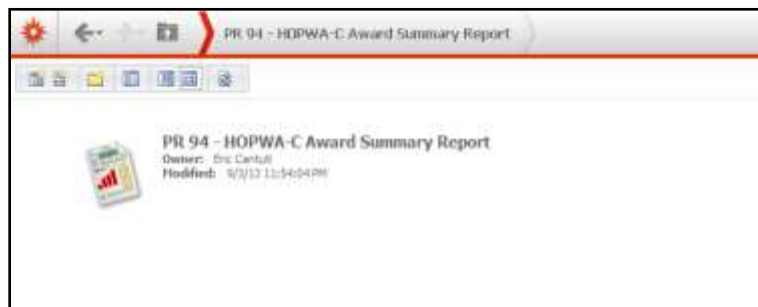 PR 94 - HOPWA-C Award Summary Report
PR 94 - HOPWA-C Award Summary Report
Owner: Eric Cantuti
Modified: 9/3/13 11:54:04 PM